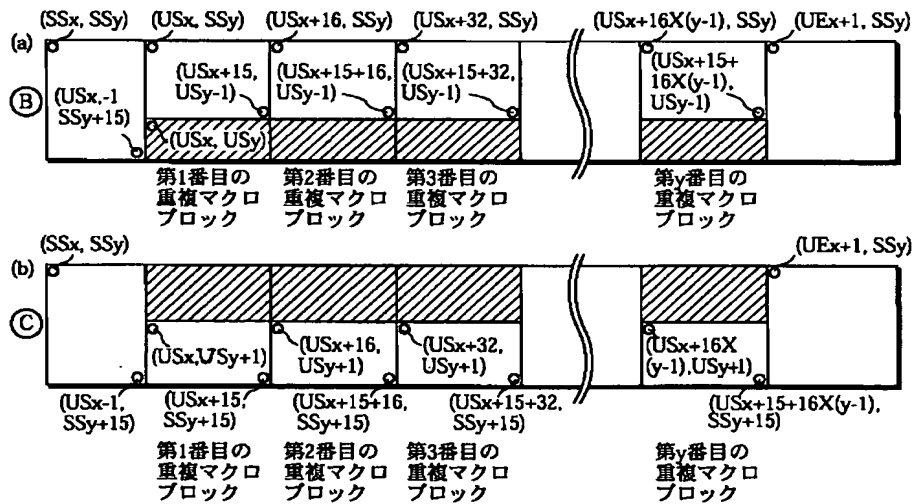 (a)
(SSx, SSy)
(USx, SSy)
(USx+16, SSy)
(USx+32, SSy)
(USx+16X(y-1), SSy)
(UEx+1, SSy)
Ⓑ
(USx,-1
SSy+15)
(USx+15,
USy-1)
(USx+15+16,
USy-1)
(USx+15+32,
USy-1)
(USx+15+
16X(y-1),
USy-1)
(USx, USy)
第1番目の
重複マクロ
ブロック
第2番目の
重複マクロ
ブロック
第3番目の
重複マクロ
ブロック
第y番目の
重複マクロ
ブロック
(b)
(SSx, SSy)
(UEx+1, SSy)
Ⓒ
(USx,USy+1)
(USx+16,
USy+1)
(USx+32,
USy+1)
(USx+16X
(y-1),USy+1)
(USx-1,
SSy+15)
(USx+15,
SSy+15)
(USx+15+16,
SSy+15)
(USx+15+32,
SSy+15)
(USx+15+16X(y-1),
SSy+15)
第1番目の
重複マクロ
ブロック
第2番目の
重複マクロ
ブロック
第3番目の
重複マクロ
ブロック
第y番目の
重複マクロ
ブロック